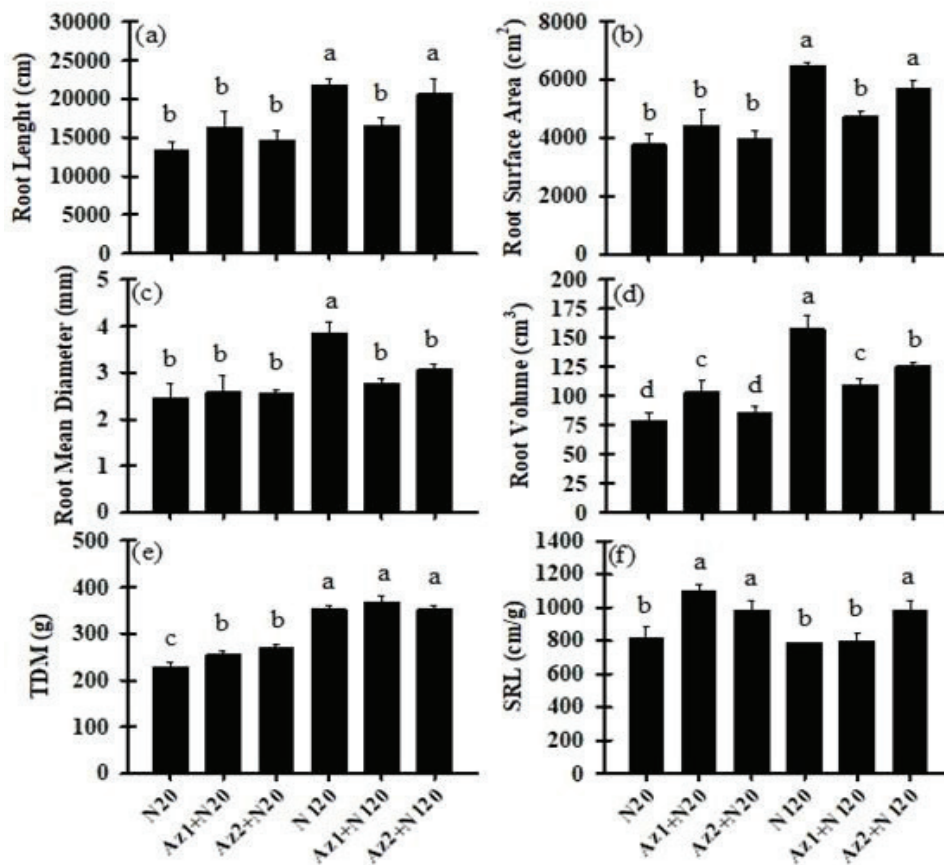 (a)
Root Lenght (cm)
30000
25000
20000
15000
10000
5000
0
b b b a b a
(b)
Root Surface Area (cm²)
8000
6000
4000
2000
0
b b b a b a
(c)
Root Mean Diameter (mm)
5
4
3
2
1
0
b b b a b b
(d)
Root Volume (cm³)
200
175
150
125
100
75
50
25
0
d c d a c b
(e)
TDM (g)
500
400
300
200
100
0
c b b a a a
(f)
SRL (cm/g)
1400
1200
1000
800
600
400
200
0
b a a b b a
N20
Az1+N20
Az2+N20
N120
Az1+N120
Az2+N120
N20
Az1+N20
Az2+N20
N120
Az1+N120
Az2+N120